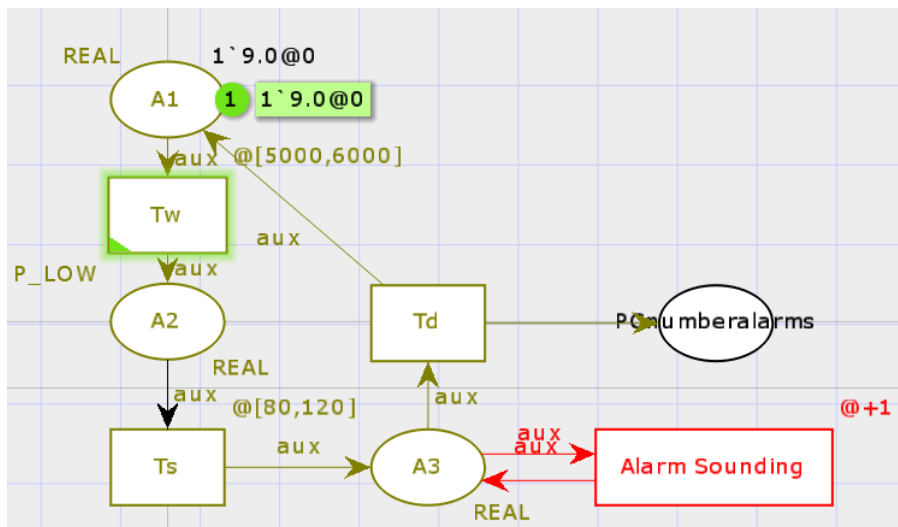 REAL
1`9.0@0
A1
1
1`9.0@0
aux
@[5000,6000]
Tw
aux
aux
P_LOW
A2
Td
POnumberalarms
REAL
aux
@[80,120]
aux
@+1
Ts
aux
A3
aux
aux
Alarm Sounding
REAL